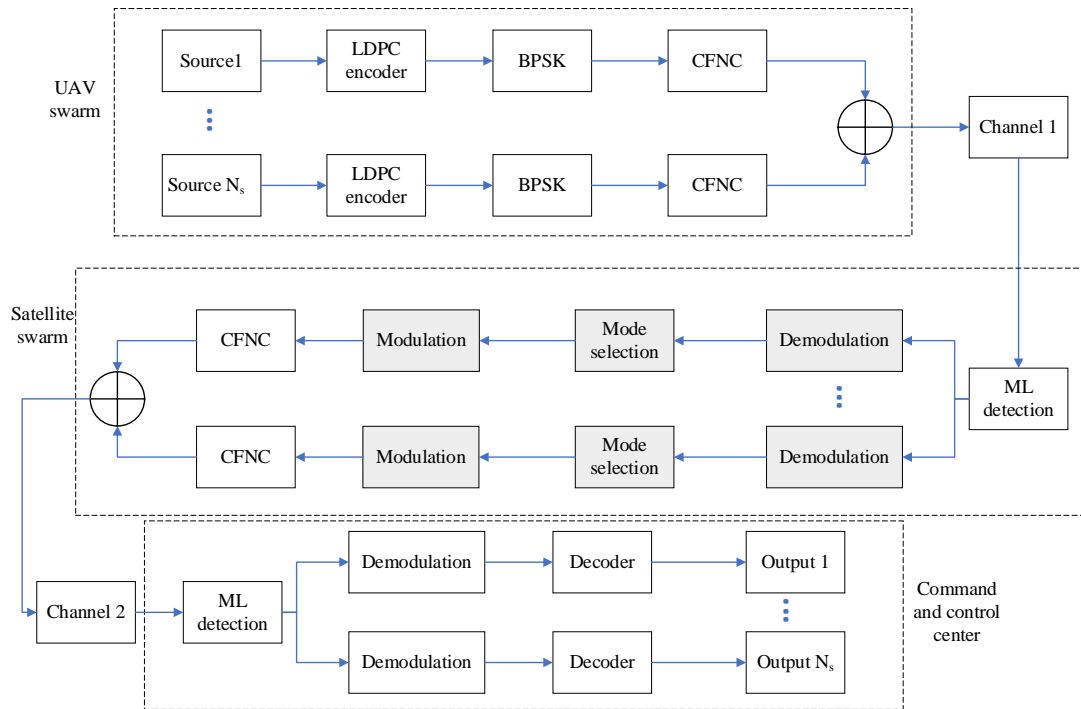 UAV
swarm
Source1
LDPC
encoder
BPSK
CFNC
Source Nₛ
LDPC
encoder
BPSK
CFNC
Channel 1
Satellite
swarm
CFNC
Modulation
Mode
selection
Demodulation
ML
detection
CFNC
Modulation
Mode
selection
Demodulation
Channel 2
ML
detection
Demodulation
Decoder
Output 1
Demodulation
Decoder
Output Nₛ
Command
and control
center